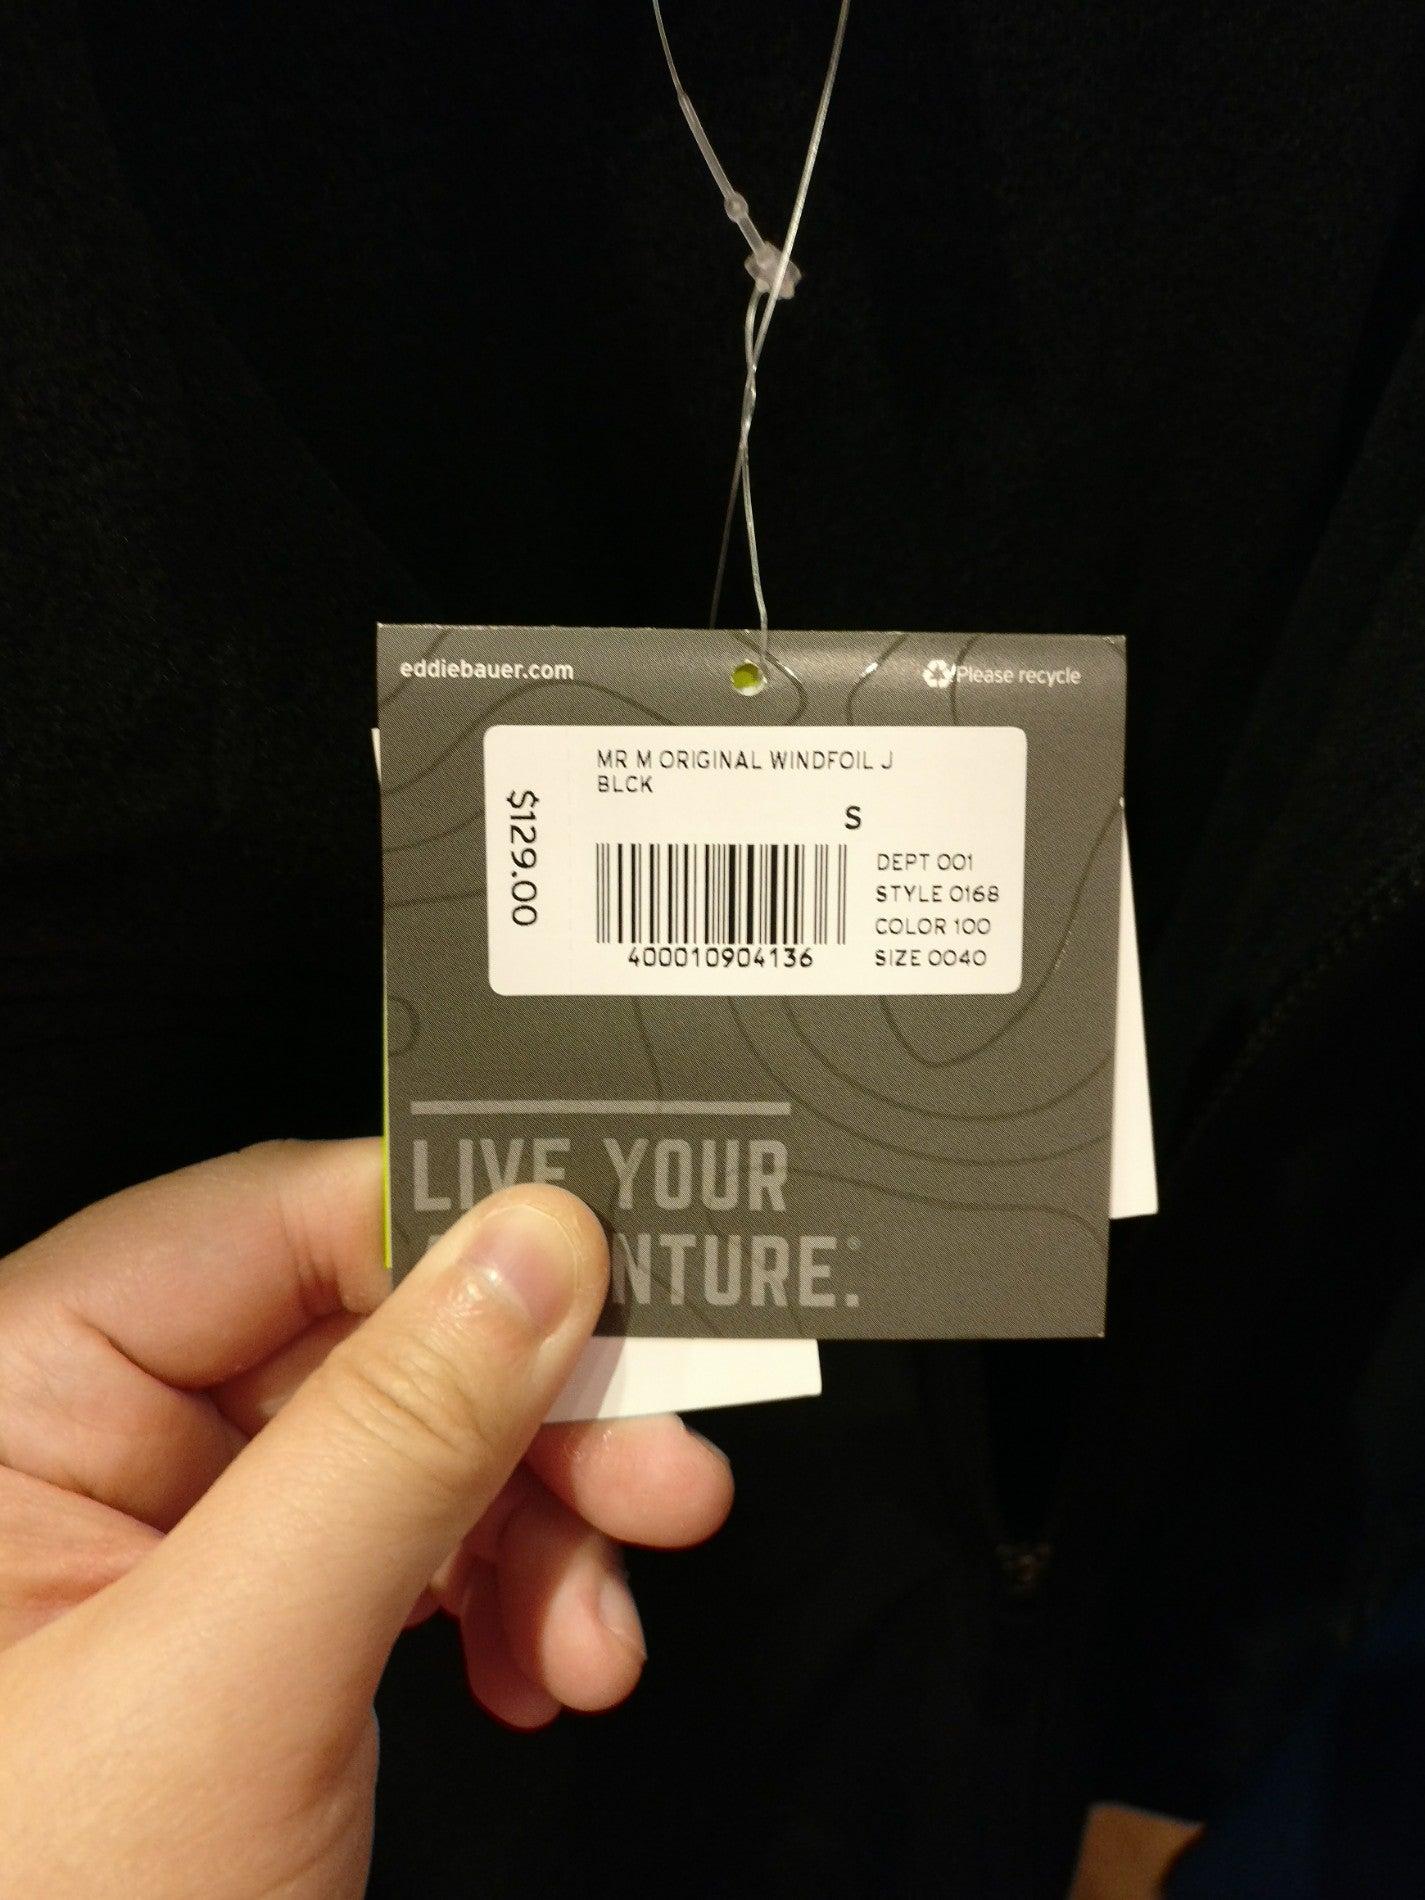 eddiebauer.com
Please recycle
MR M ORIGINAL WINDFOIL J
BLCK
S
$129.00
DEPT 001
STYLE 0168
COLOR 100
SIZE 0040
400010904136
LIVE YOUR
NTURE.®